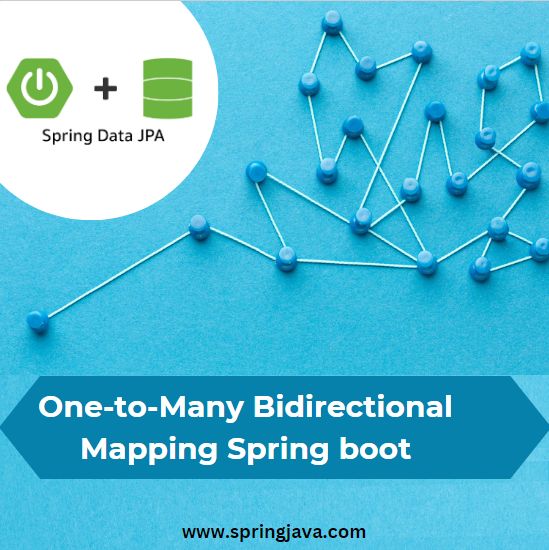 Spring Data JPA
One-to-Many Bidirectional
Mapping Spring boot
www.springjava.com